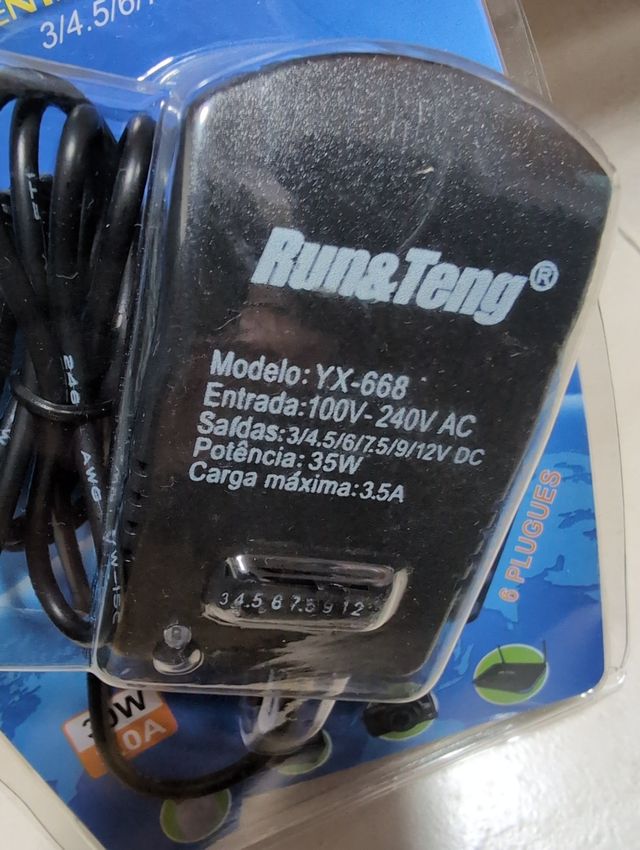 3/4.5/6/
Run&Teng®
Modelo: YX-668
Entrada:100V-240V AC
Saídas:3/4.5/6/7.5/9/12V DC
Potência: 35W
Carga máxima:3.5A
3 4.5 6 7.5 9 12
6 PLUGUES
30W
.0A
AWG